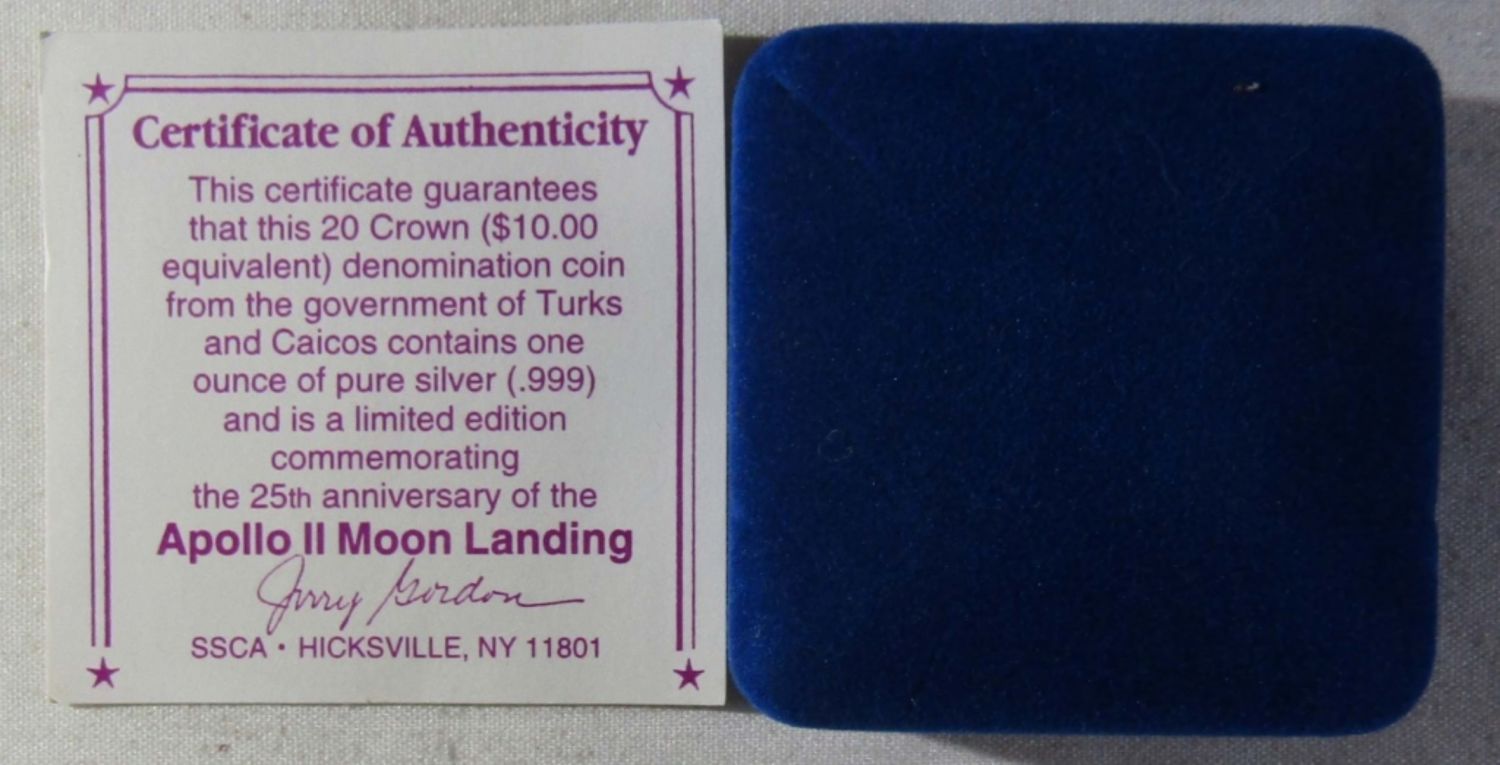 Certificate of Authenticity
This certificate guarantees
that this 20 Crown ($10.00
equivalent) denomination coin
from the government of Turks
and Caicos contains one
ounce of pure silver (.999)
and is a limited edition
commemorating
the 25th anniversary of the
Apollo II Moon Landing
Jerry Gordon
SSCA • HICKSVILLE, NY 11801